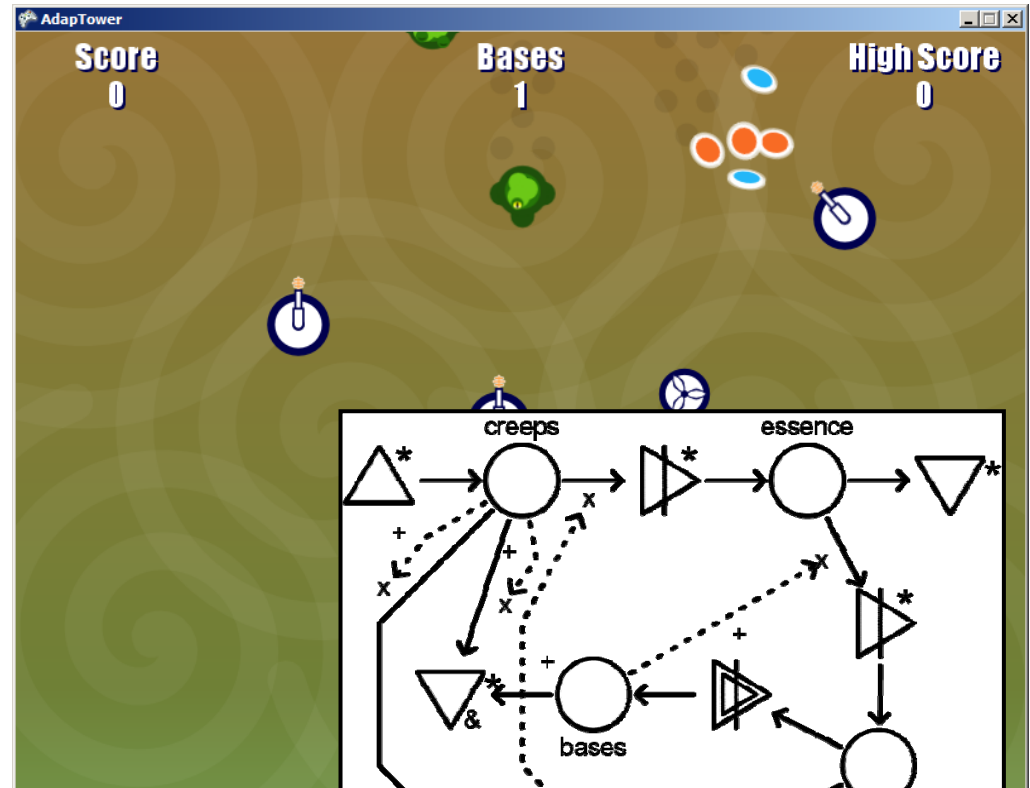 AdapTower
Score
Bases
High Score
0
1
0
creeps
essence
*
*
*
+
x
x
+
x
x
*
+
+
*
&
bases